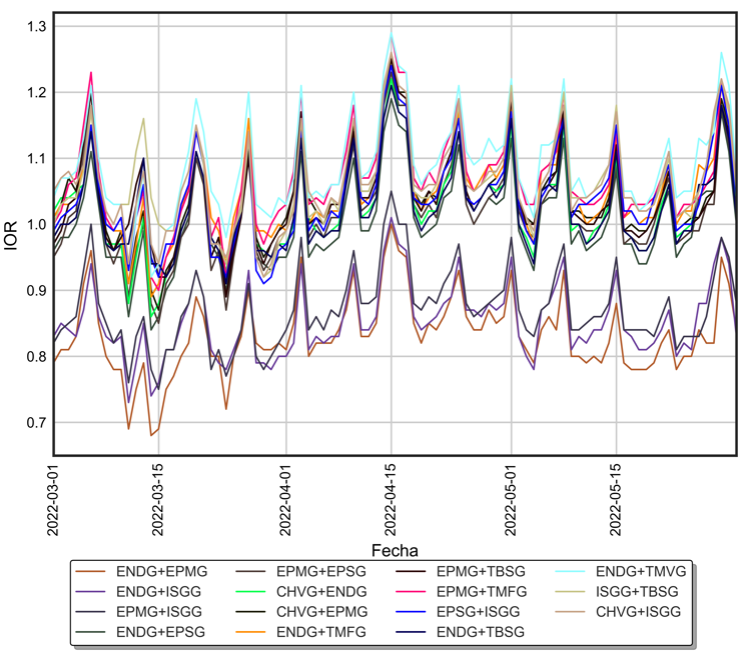 1.3
1.2
1.1
1.0
0.9
0.8
0.7
IOR
2022-03-01
2022-03-15
2022-04-01
2022-04-15
2022-05-01
2022-05-15
Fecha
ENDG+EPMG EPMG+EPSG EPMG+TBSG ENDG+TMVG
ENDG+ISGG CHVG+ENDG EPMG+TMFG ISGG+TBSG
EPMG+ISGG CHVG+EPMG EPSG+ISGG CHVG+ISGG
ENDG+EPSG ENDG+TMFG ENDG+TBSG